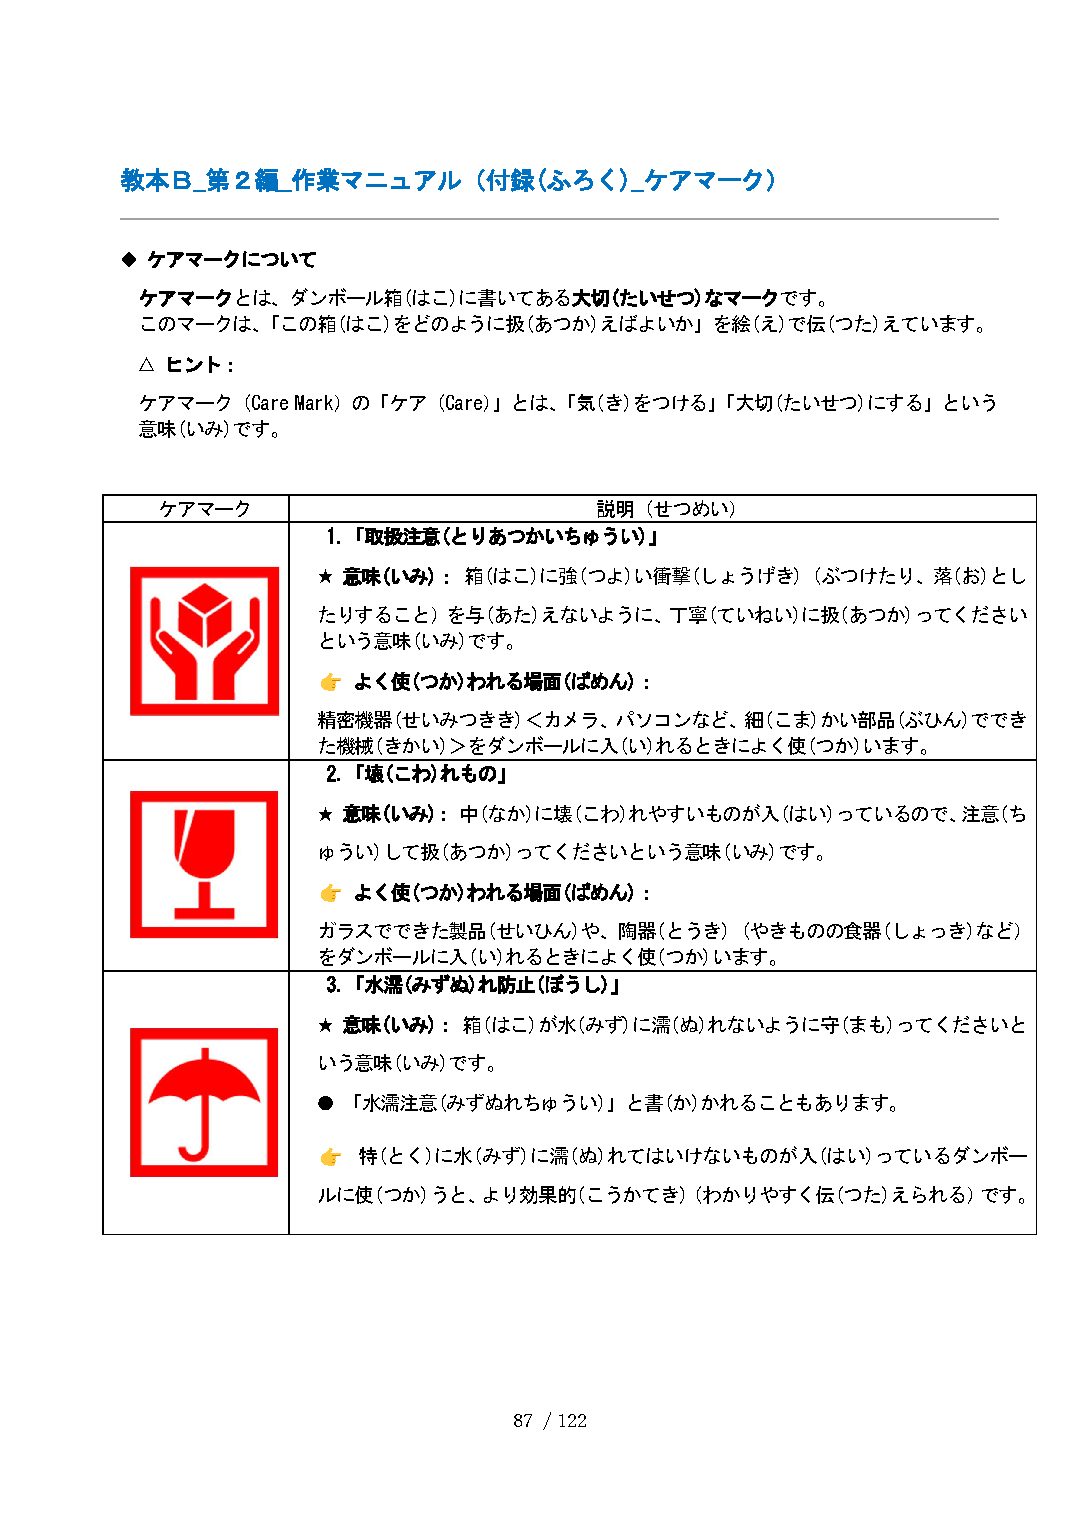 教本Ｂ_第２編_作業マニュアル（付録(ふろく)_ケアマーク）
◆ ケアマークについて
ケアマークとは、ダンボール箱(はこ)に書いてある大切(たいせつ)なマークです。
このマークは、「この箱(はこ)をどのように扱(あつか)えばよいか」を絵(え)で伝(つた)えています。
△ ヒント：
ケアマーク（Care Mark）の「ケア（Care）」とは、「気(き)をつける」「大切(たいせつ)にする」という
意味(いみ)です。
ケアマーク 説明（せつめい）
1.「取扱注意(とりあつかいちゅうい)」
★ 意味(いみ)： 箱(はこ)に強(つよ)い衝撃(しょうげき)（ぶつけたり、落(お)とし
たりすること）を与(あた)えないように、丁寧(ていねい)に扱(あつか)ってください
という意味(いみ)です。
👉 よく使(つか)われる場面(ばめん)：
精密機器(せいみつきき)＜カメラ、パソコンなど、細(こま)かい部品(ぶひん)ででき
た機械(きかい)＞をダンボールに入(い)れるときによく使(つか)います。
2.「壊(こわ)れもの」
★ 意味(いみ)： 中(なか)に壊(こわ)れやすいものが入(はい)っているので、注意(ち
ゅうい)して扱(あつか)ってくださいという意味(いみ)です。
👉 よく使(つか)われる場面(ばめん)：
ガラスでできた製品(せいひん)や、陶器(とうき)（やきものの食器(しょっき)など）
をダンボールに入(い)れるときによく使(つか)います。
3.「水濡(みずぬ)れ防止(ぼうし)」
★ 意味(いみ)： 箱(はこ)が水(みず)に濡(ぬ)れないように守(まも)ってくださいと
いう意味(いみ)です。
● 「水濡注意(みずぬれちゅうい)」と書(か)かれることもあります。
👉 特(とく)に水(みず)に濡(ぬ)れてはいけないものが入(はい)っているダンボー
ルに使(つか)うと、より効果的(こうかてき)（わかりやすく伝(つた)えられる）です。
87 / 122